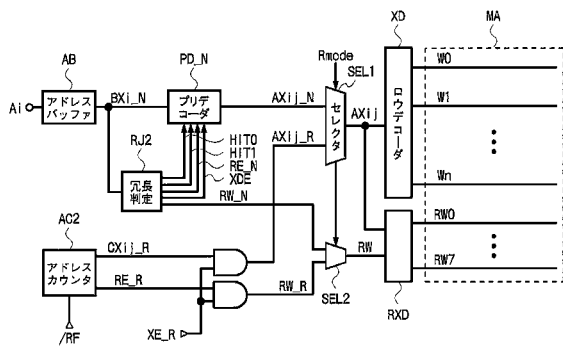 XD
MA
AB
PD_N
Rmode
SEL1
W0
Ai
アドレス
バッファ
BXi_N
プリデ
コーダ
AXij_N
セレクタ
AXij
ロウデコーダ
W1
AXij_R
HIT0
HIT1
RE_N
XDE
RJ2
冗長
判定
Wn
RW_N
RW0
AC2
CXij_R
アドレス
カウンタ
RE_R
RW
RW_R
SEL2
RW7
RXD
/RF
XE_R